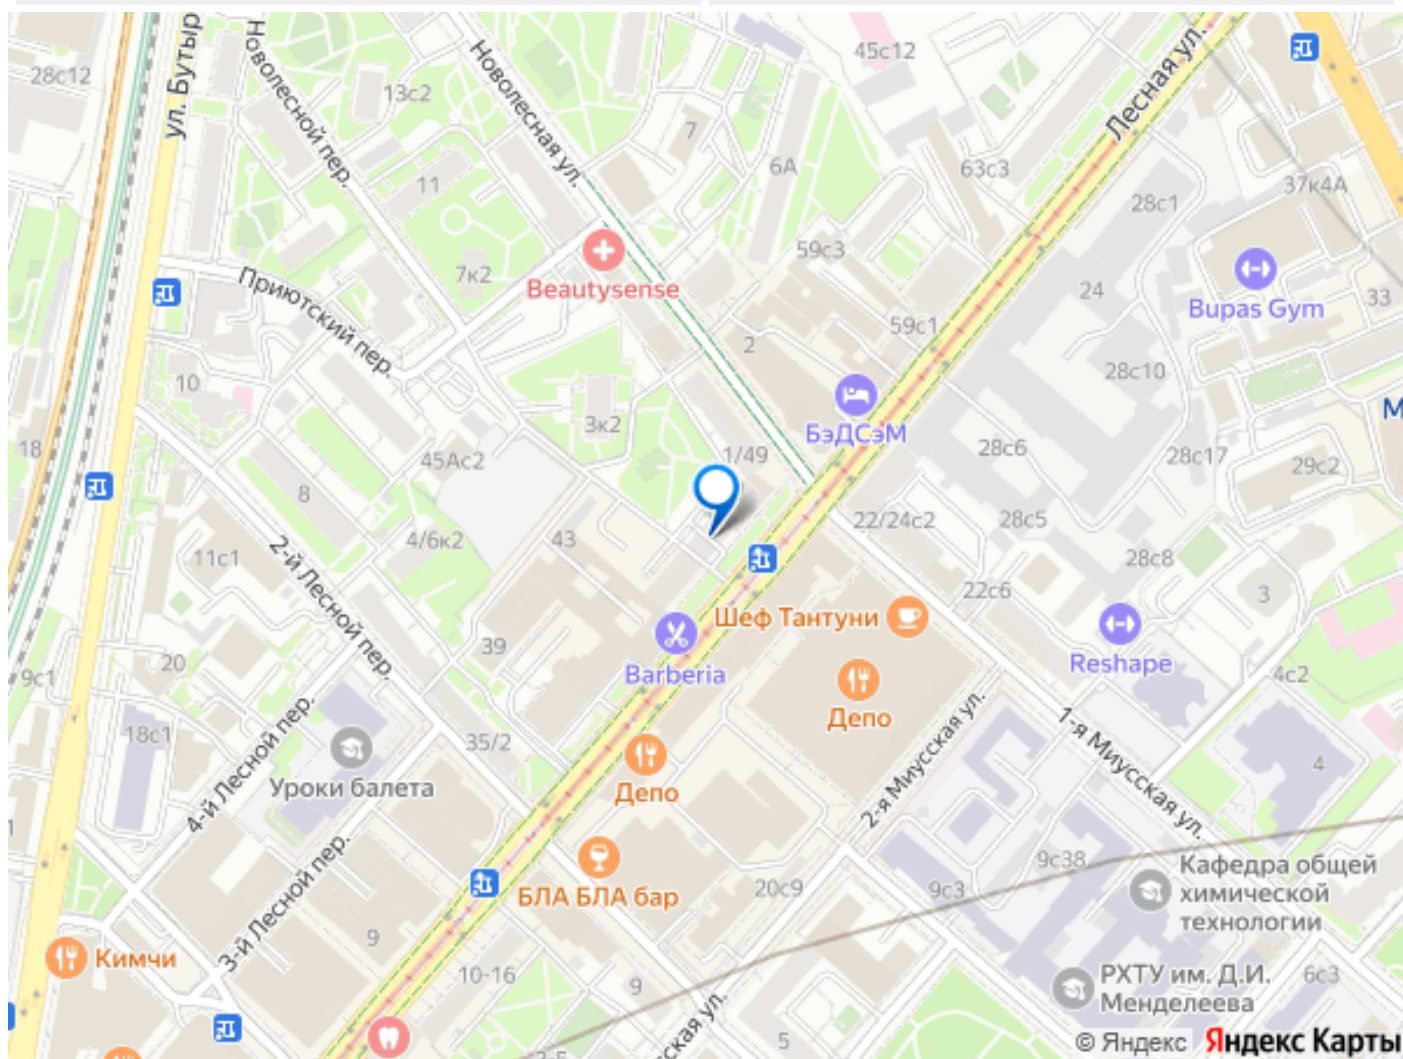 28с12
ул. Бутыр
Новолесной пер.
13с2
Новолесная ул.
45с12
Лесная ул.
7
6А
63с3
11
28с1
37к4А
7к2
Beautysense
59с3
Приютский пер.
24
Bupas Gym
33
59с1
2
10
28с10
3к2
БэДСэМ
М
18
45Ас2
1/49
28с6
28с17
29с2
8
22/24с2
28с5
11с1
4/6к2
43
28с8
2-й Лесной пер.
22с6
3
Шеф Тантуни
39
Barberia
Reshape
20
9с1
4с2
Депо
18с1
4-й Лесной пер.
35/2
1-я Миусская ул.
Уроки балета
Депо
2-я Миусская ул.
4
1
3-й Лесной пер.
БЛА БЛА бар
20с9
9с3
9с38
Кафедра общей
химической
технологии
9
Кимчи
10-16
9
РХТУ им. Д.И.
Менделеева
6с3
сская ул.
5
© Яндекс Яндекс Карты